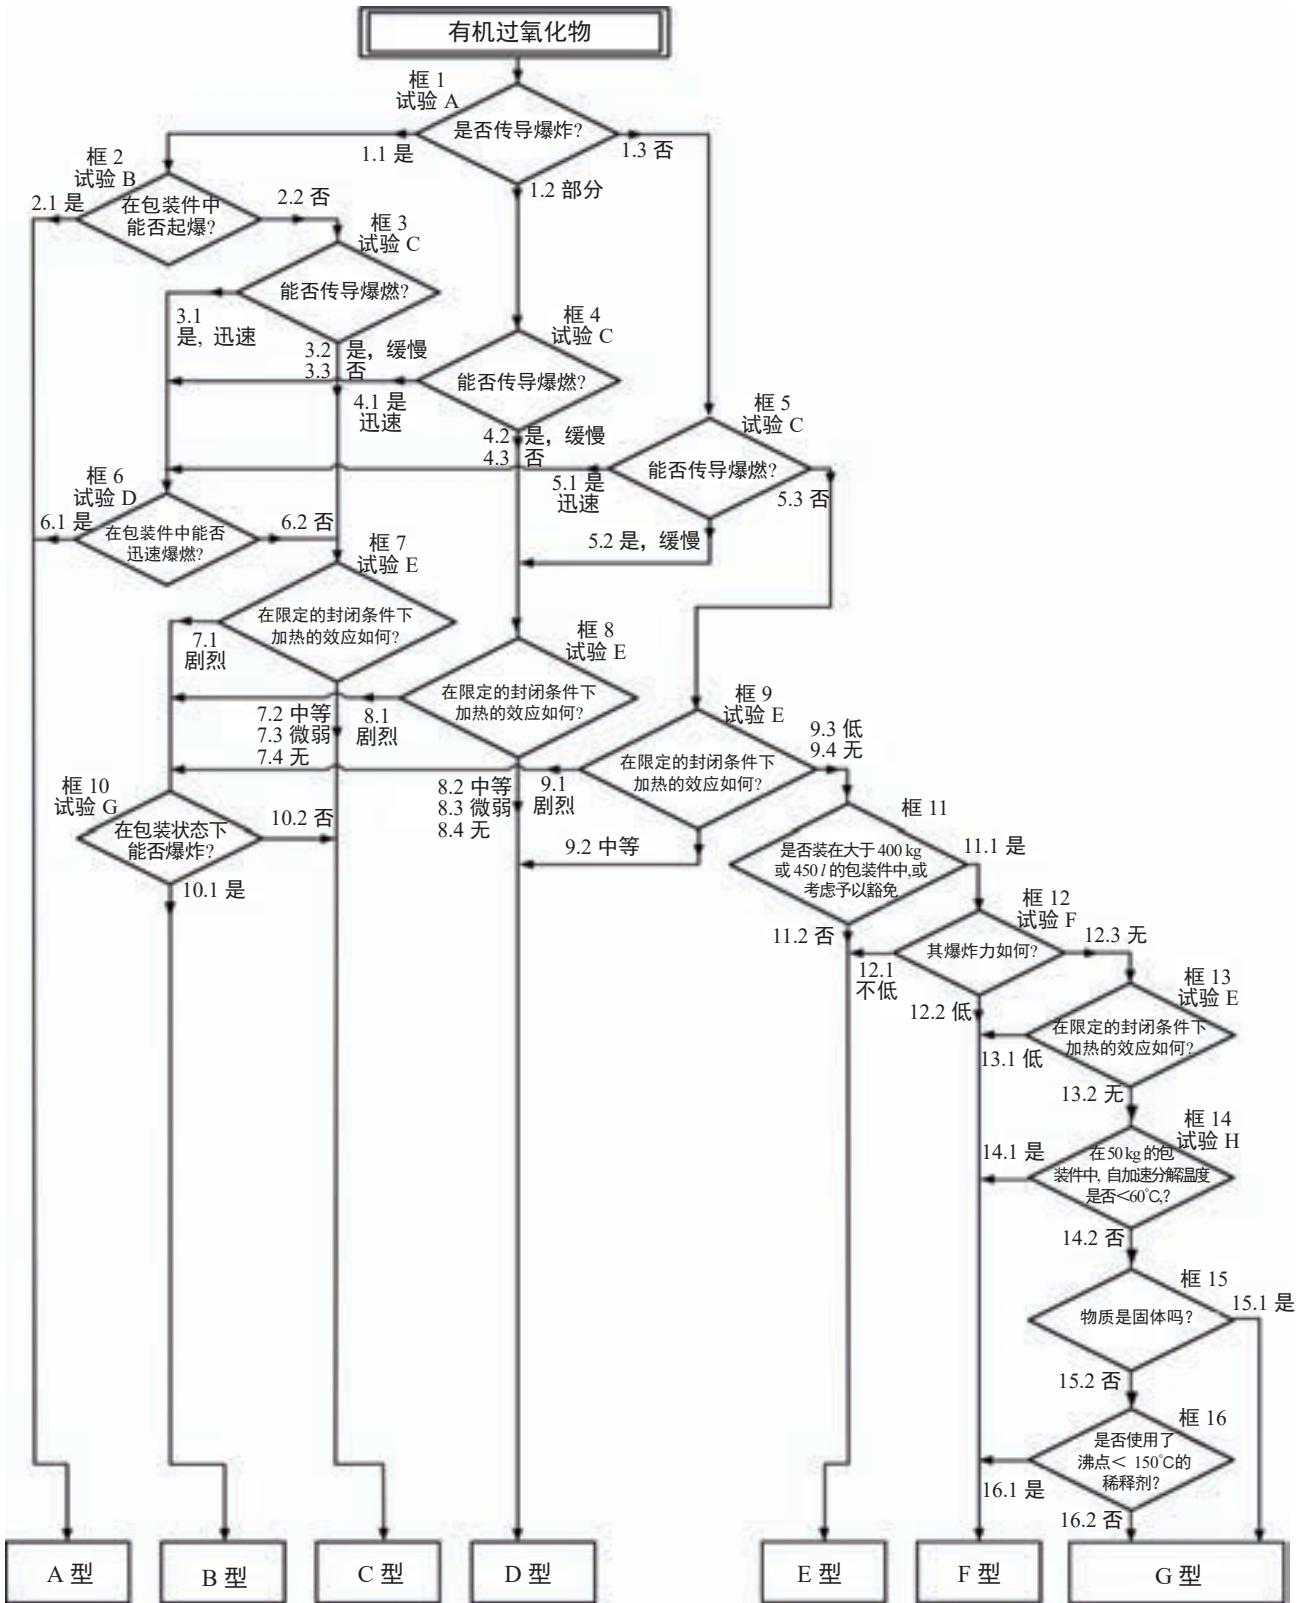 有机过氧化物
框 1
试验 A
是否传导爆炸?
1.1 是
1.3 否
1.2 部分
框 2
试验 B
2.1 是
在包装件中
能否起爆?
2.2 否
框 3
试验 C
能否传导爆燃?
3.1
是, 迅速
3.2 是，缓慢
3.3 否
框 4
试验 C
能否传导爆燃?
4.1 是
迅速
4.2 是，缓慢
4.3 否
框 5
试验 C
能否传导爆燃?
5.1 是
迅速
5.3 否
5.2 是，缓慢
框 6
试验 D
6.1 是
在包装件中能否
迅速爆燃?
6.2 否
框 7
试验 E
在限定的封闭条件下
加热的效应如何?
7.1
剧烈
7.2 中等
7.3 微弱
7.4 无
框 8
试验 E
在限定的封闭条件下
加热的效应如何?
8.1
剧烈
8.2 中等
8.3 微弱
8.4 无
框 9
试验 E
在限定的封闭条件下
加热的效应如何?
9.3 低
9.4 无
9.1
剧烈
9.2 中等
框 10
试验 G
在包装状态下
能否爆炸?
10.2 否
10.1 是
框 11
是否装在大于 400 kg
或 450 l 的包装件中,或
考虑予以豁免
11.1 是
11.2 否
框 12
试验 F
其爆炸力如何?
12.3 无
12.1
不低
12.2 低
框 13
试验 E
在限定的封闭条件下
加热的效应如何?
13.1 低
13.2 无
框 14
试验 H
14.1 是
在 50 kg 的包
装件中, 自加速分解温度
是否＜60℃,?
14.2 否
框 15
物质是固体吗?
15.1 是
15.2 否
框 16
是否使用了
沸点＜ 150℃的
稀释剂?
16.1 是
16.2 否
A 型
B 型
C 型
D 型
E 型
F 型
G 型